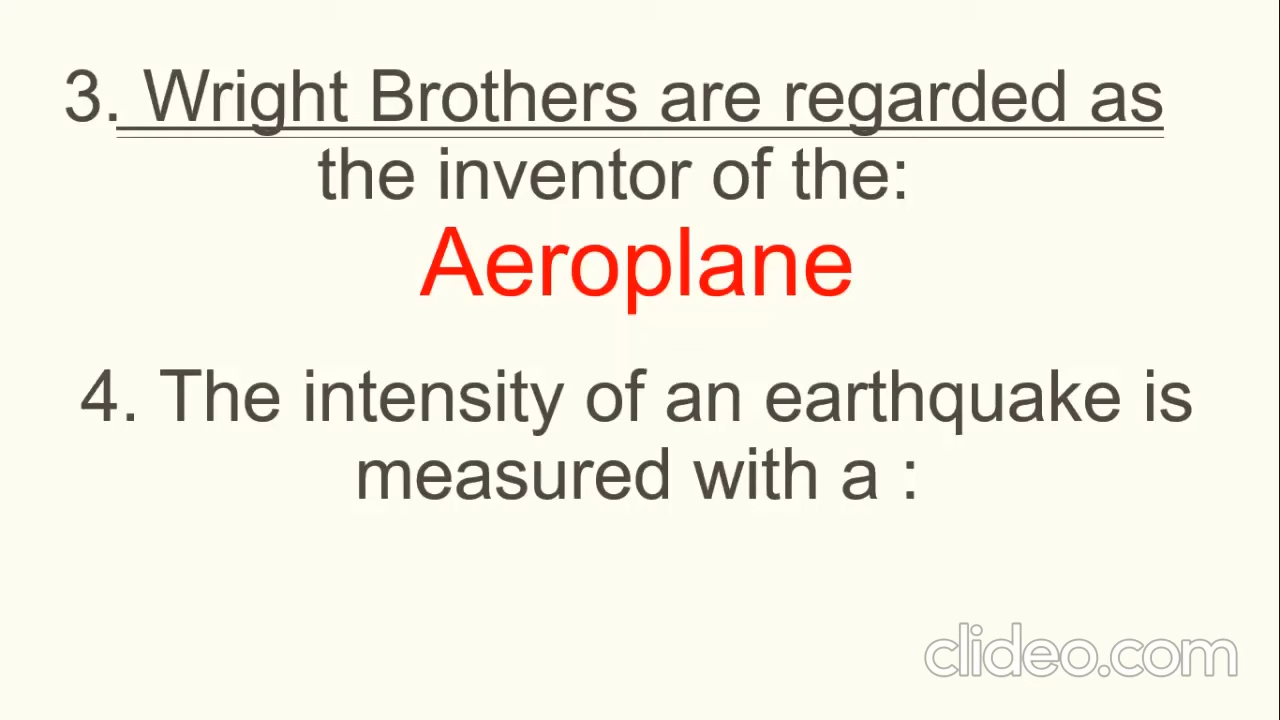 3. Wright Brothers are regarded as
the inventor of the:
Aeroplane
4. The intensity of an earthquake is
measured with a :
clideo.com